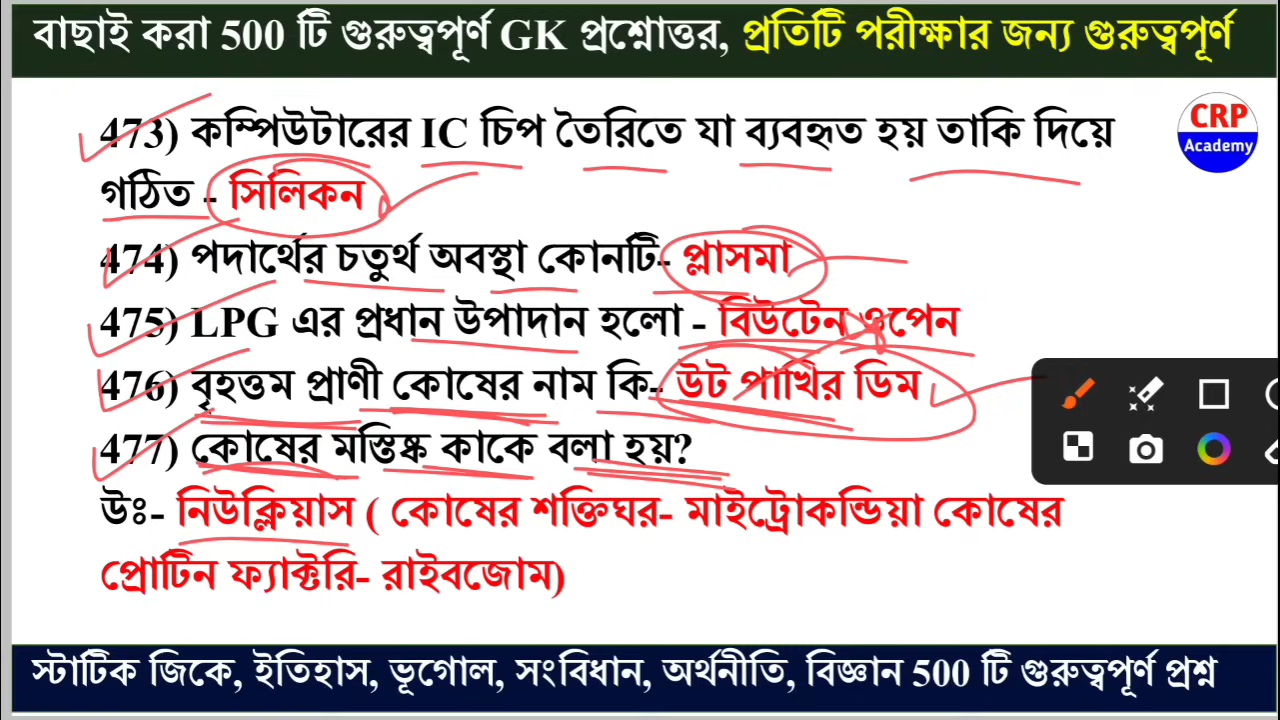 বাছাই করা 500 টি গুরুত্বপূর্ণ GK প্রশ্নোত্তর, প্রতিটি পরীক্ষার জন্য গুরুত্বপূর্ণ
CRP
Academy
473) কম্পিউটারের IC চিপ তৈরিতে যা ব্যবহৃত হয় তাকি দিয়ে
গঠিত - সিলিকন
474) পদার্থের চতুর্থ অবস্থা কোনটি- প্লাসমা
475) LPG এর প্রধান উপাদান হলো - বিউটেন ওপেন
476) বৃহত্তম প্রাণী কোষের নাম কি- উট পাখির ডিম
477) কোষের মস্তিষ্ক কাকে বলা হয়?
উঃ- নিউক্লিয়াস ( কোষের শক্তিঘর- মাইট্রোকন্ডিয়া কোষের
প্রোটিন ফ্যাক্টরি- রাইবজোম)
স্টাটিক জিকে, ইতিহাস, ভূগোল, সংবিধান, অর্থনীতি, বিজ্ঞান 500 টি গুরুত্বপূর্ণ প্রশ্ন